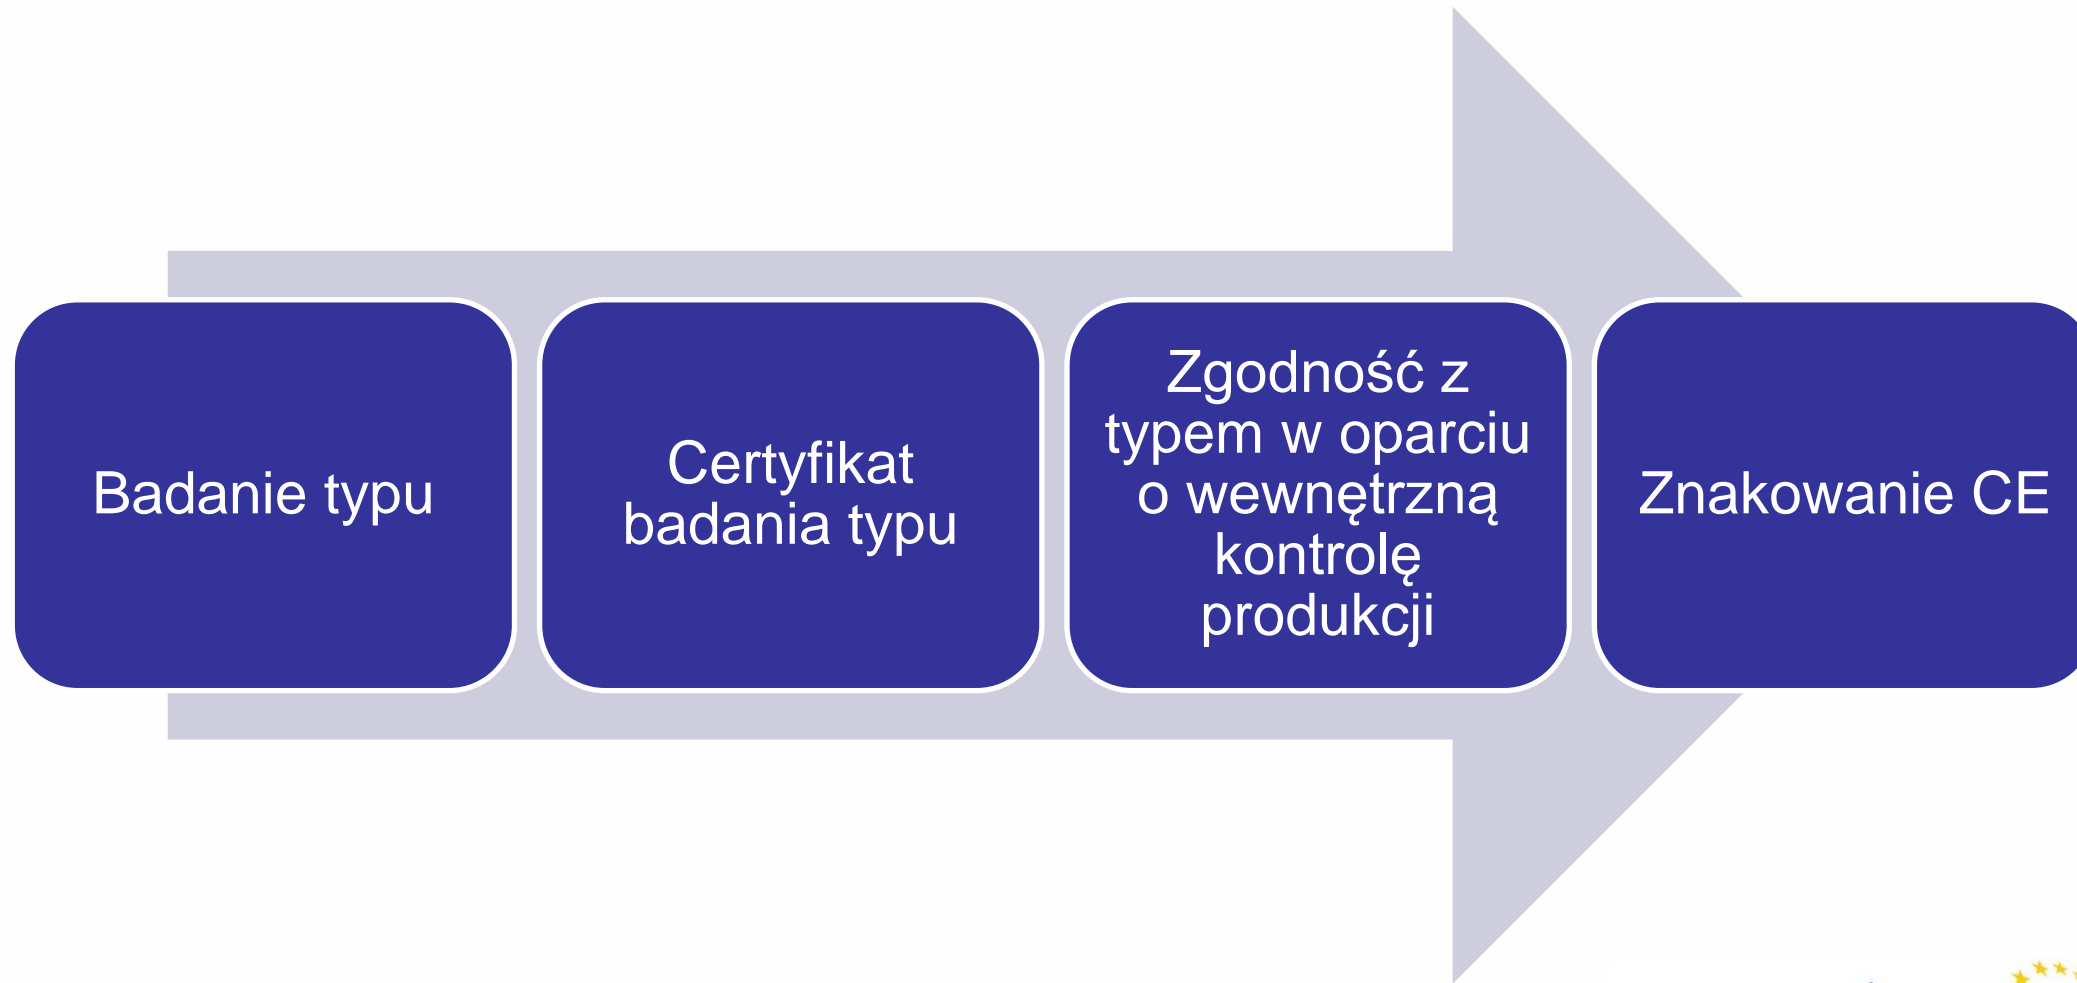 Badanie typu
Certyfikat
badania typu
Zgodność z
typem w oparciu
o wewnętrzną
kontrolę
produkcji
Znakowanie CE